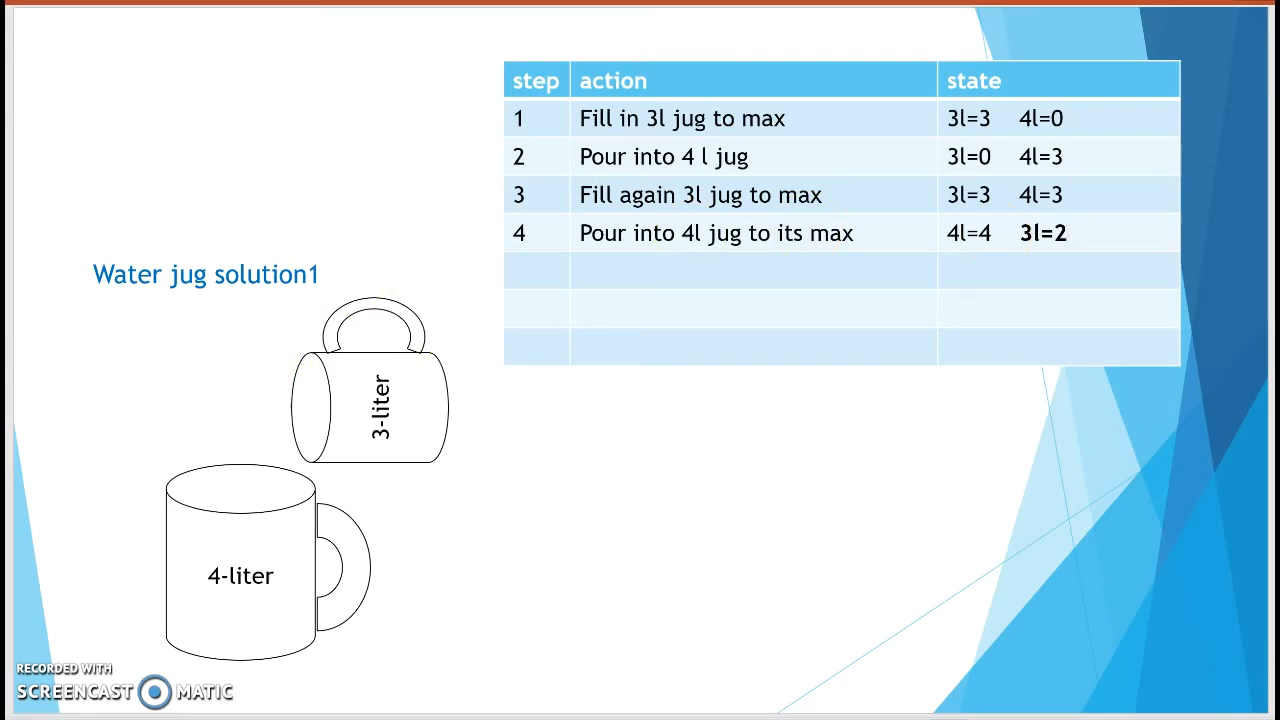 step action state
1 Fill in 3l jug to max 3l=3 4l=0
2 Pour into 4 l jug 3l=0 4l=3
3 Fill again 3l jug to max 3l=3 4l=3
4 Pour into 4l jug to its max 4l=4 3l=2
Water jug solution1
3-liter
4-liter
RECORDED WITH
SCREENCAST MATIC